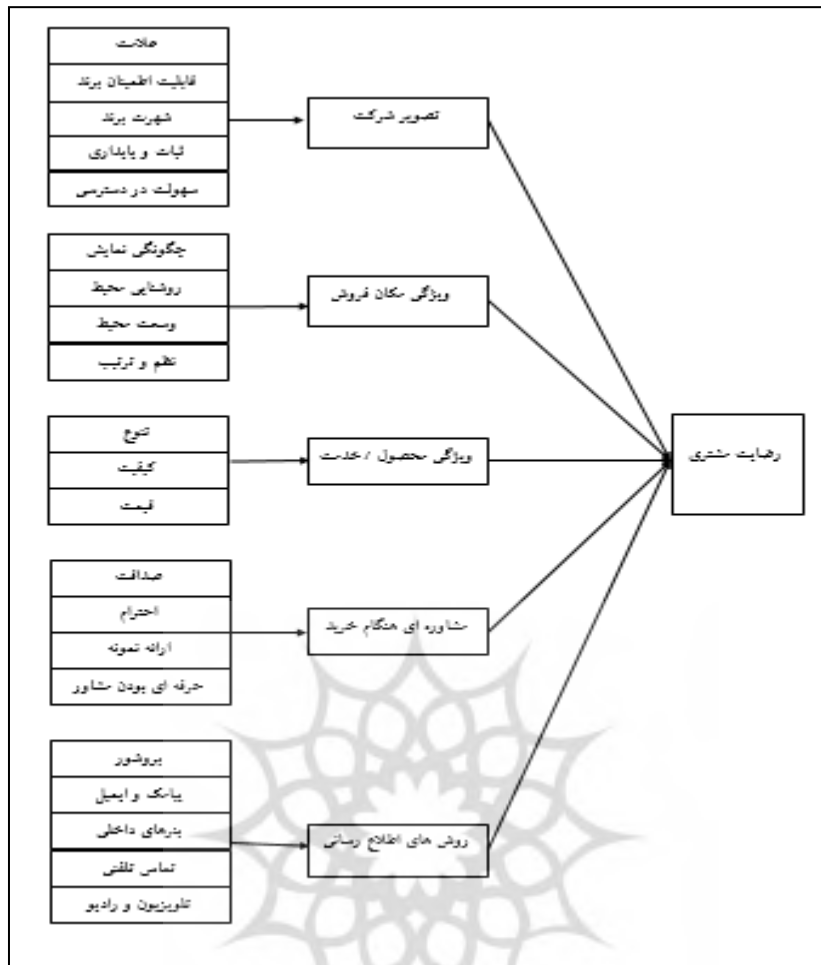 علامت
قابلیت اطمینان برند
شهرت برند
ثبات و پایداری
سهولت در دسترسی
تصویر شرکت
چگونگی نمایش
روشنایی محیط
وسعت محیط
نظم و ترتیب
ویژگی مکان فروش
تنوع
کیفیت
قیمت
ویژگی محصول / خدمت
رضایت مشتری
صداقت
احترام
ارائه نمونه
حرفه ای بودن مشاور
مشاوره ای هنگام خرید
بروشور
پیامک و ایمیل
بنرهای داخلی
تماس تلفنی
تلویزیون و رادیو
روش های اطلاع رسانی